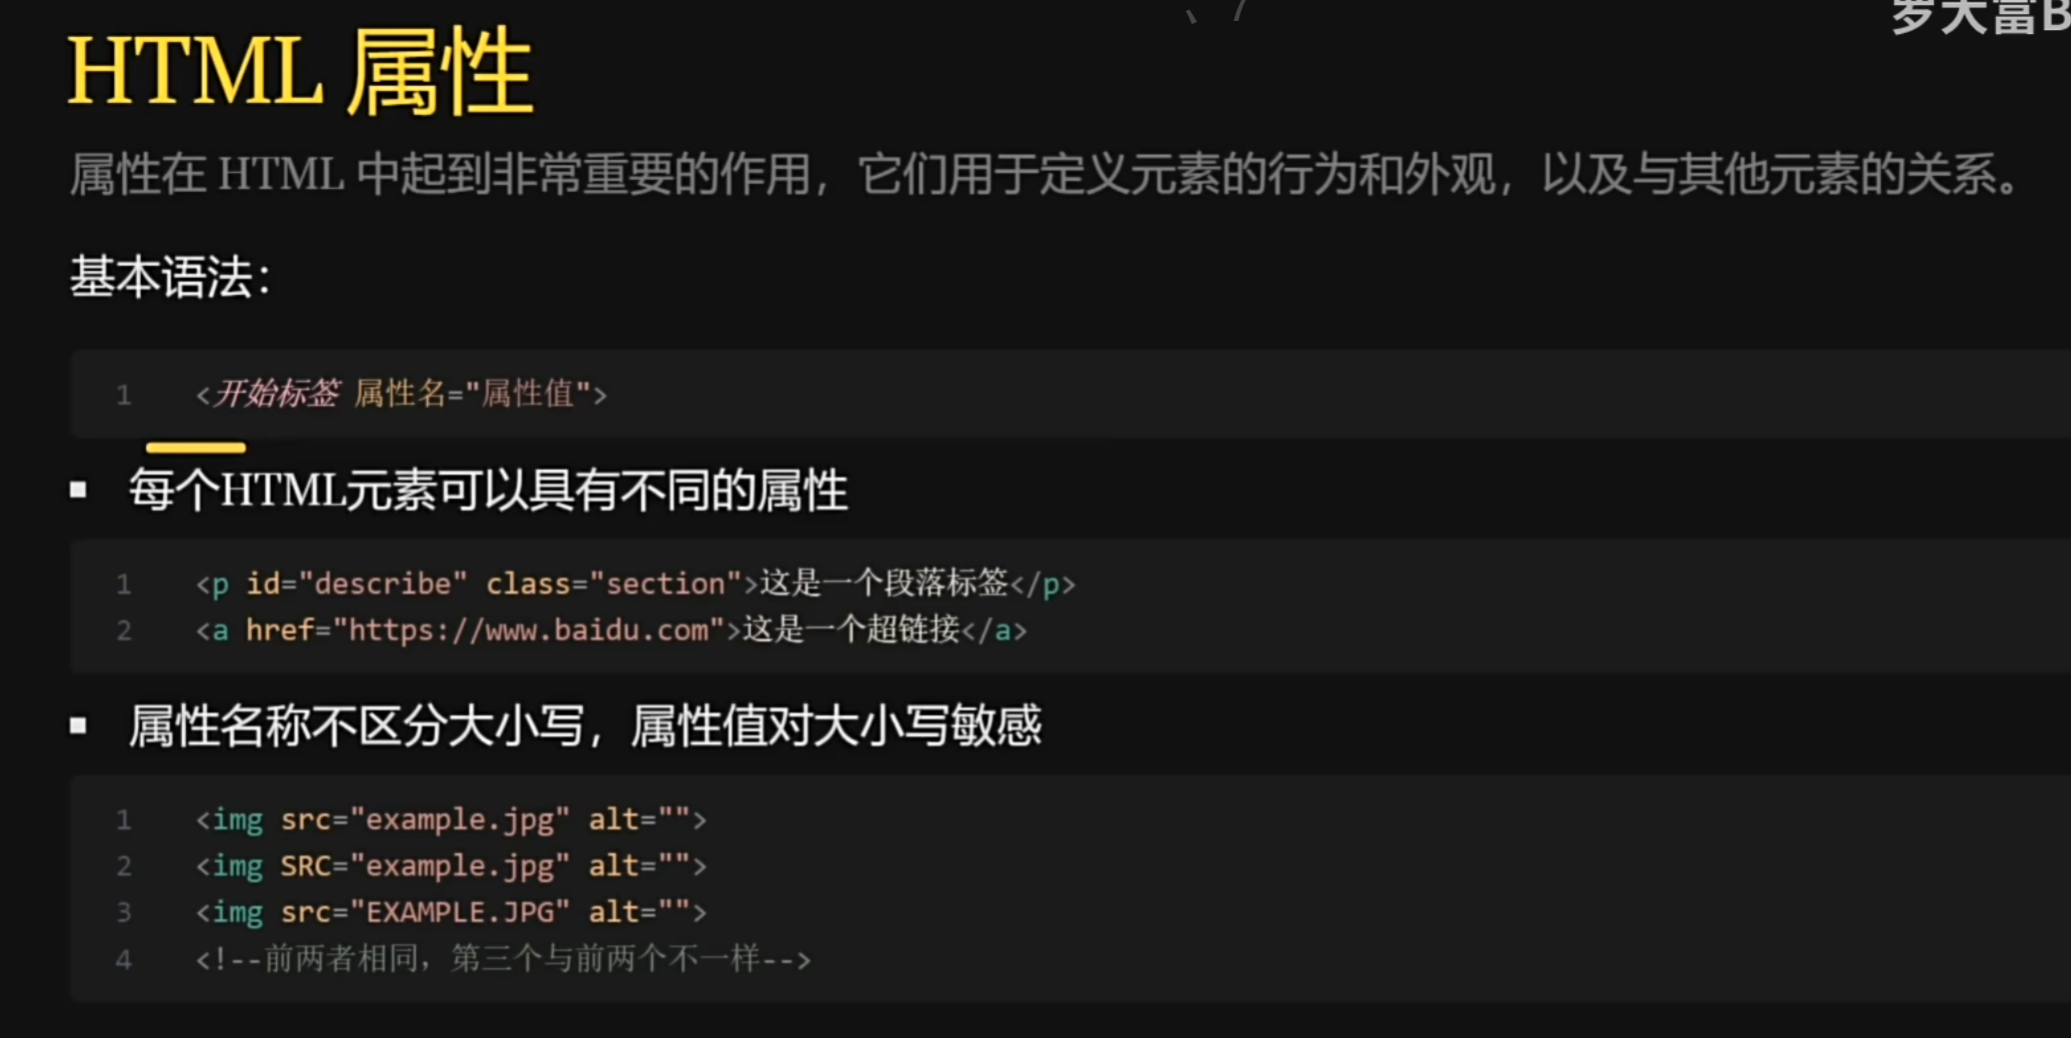 罗大富B
HTML 属性
属性在 HTML 中起到非常重要的作用，它们用于定义元素的行为和外观，以及与其他元素的关系。
基本语法：
1 <开始标签 属性名="属性值">
▪ 每个HTML元素可以具有不同的属性
1 <p id="describe" class="section">这是一个段落标签</p>
2 <a href="https://www.baidu.com">这是一个超链接</a>
▪ 属性名称不区分大小写，属性值对大小写敏感
1 <img src="example.jpg" alt="">
2 <img SRC="example.jpg" alt="">
3 <img src="EXAMPLE.JPG" alt="">
4 <!--前两者相同，第三个与前两个不一样-->